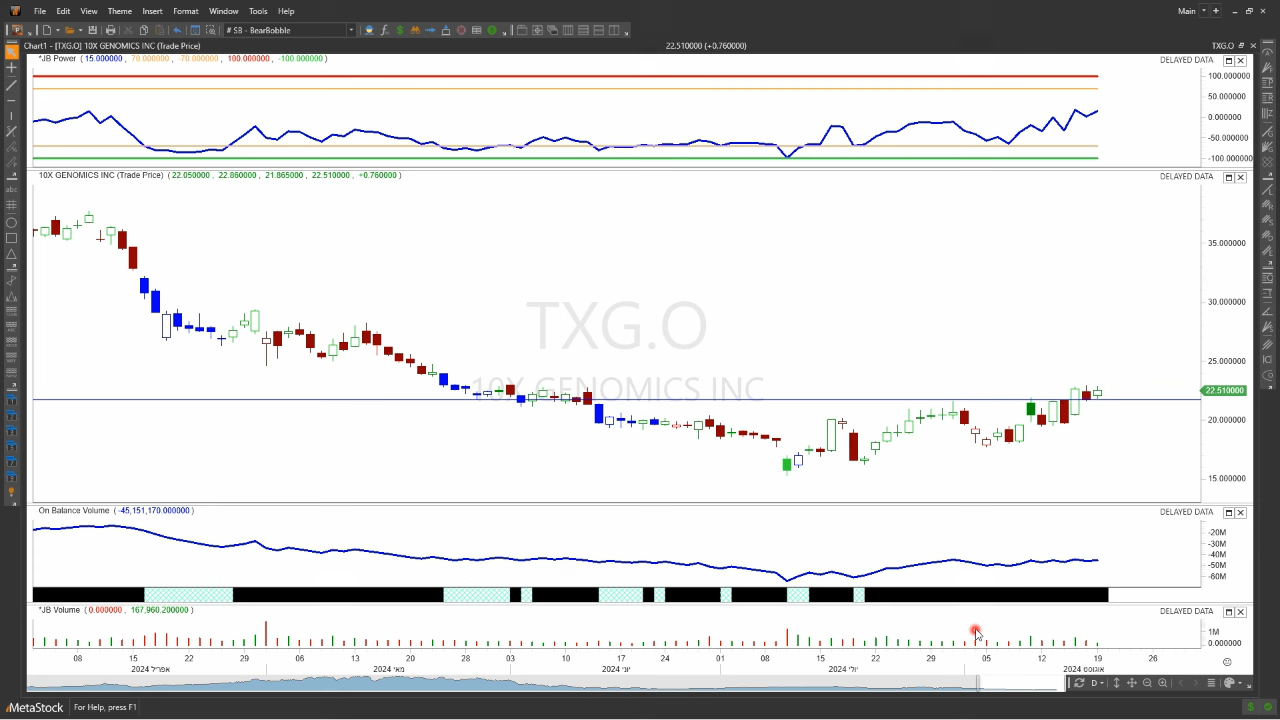 File Edit View Theme Insert Format Window Tools Help Main
# SB - BearBobble
Chart1 - [TXG.O] 10X GENOMICS INC (Trade Price) 22.510000 (+0.760000) TXG.O
*JB Power (15.000000, 70.000000, -70.000000, 100.000000, -100.000000) DELAYED DATA
100.000000
50.000000
0.000000
-50.000000
-100.000000
10X GENOMICS INC (Trade Price) (22.050000, 22.860000, 21.865000, 22.510000, +0.760000) DELAYED DATA
35.000000
30.000000
TXG.O
25.000000
10X GENOMICS INC
22.510000
20.000000
15.000000
On Balance Volume (-45,151,170.000000) DELAYED DATA
-20M
-30M
-40M
-50M
-60M
*JB Volume (0.000000, 167,960.200000) DELAYED DATA
1M
0.000000
08 15 22 29 06 13 20 28 03 10 17 24 01 08 15 22 29 05 12 19 26
אפריל 2024 מאי 2024 יוני 2024 יולי 2024 אוגוסט 2024
D
MetaStock For Help, press F1